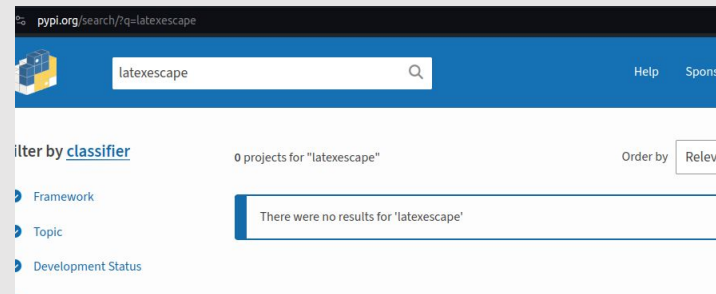 pypi.org/search/?q=latexescape
latexescape
Help Spons
ilter by classifier
0 projects for "latexescape"
Order by Relev
Framework
There were no results for 'latexescape'
Topic
Development Status